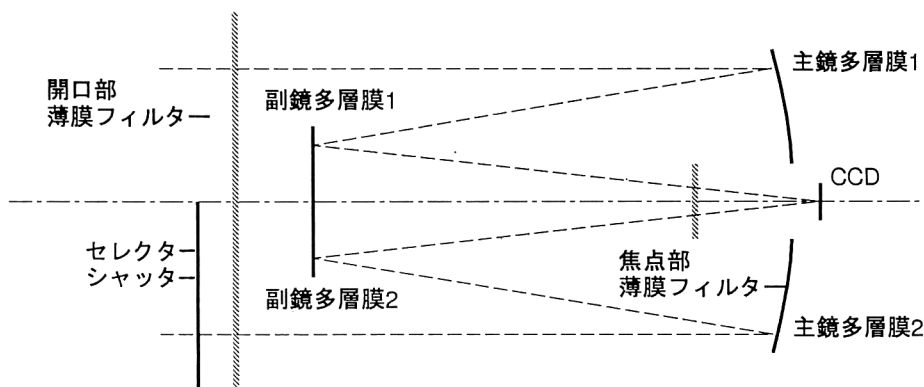 主鏡多層膜1
開口部
薄膜フィルター
副鏡多層膜1
CCD
セレクター
シャッター
焦点部
薄膜フィルター
副鏡多層膜2
主鏡多層膜2